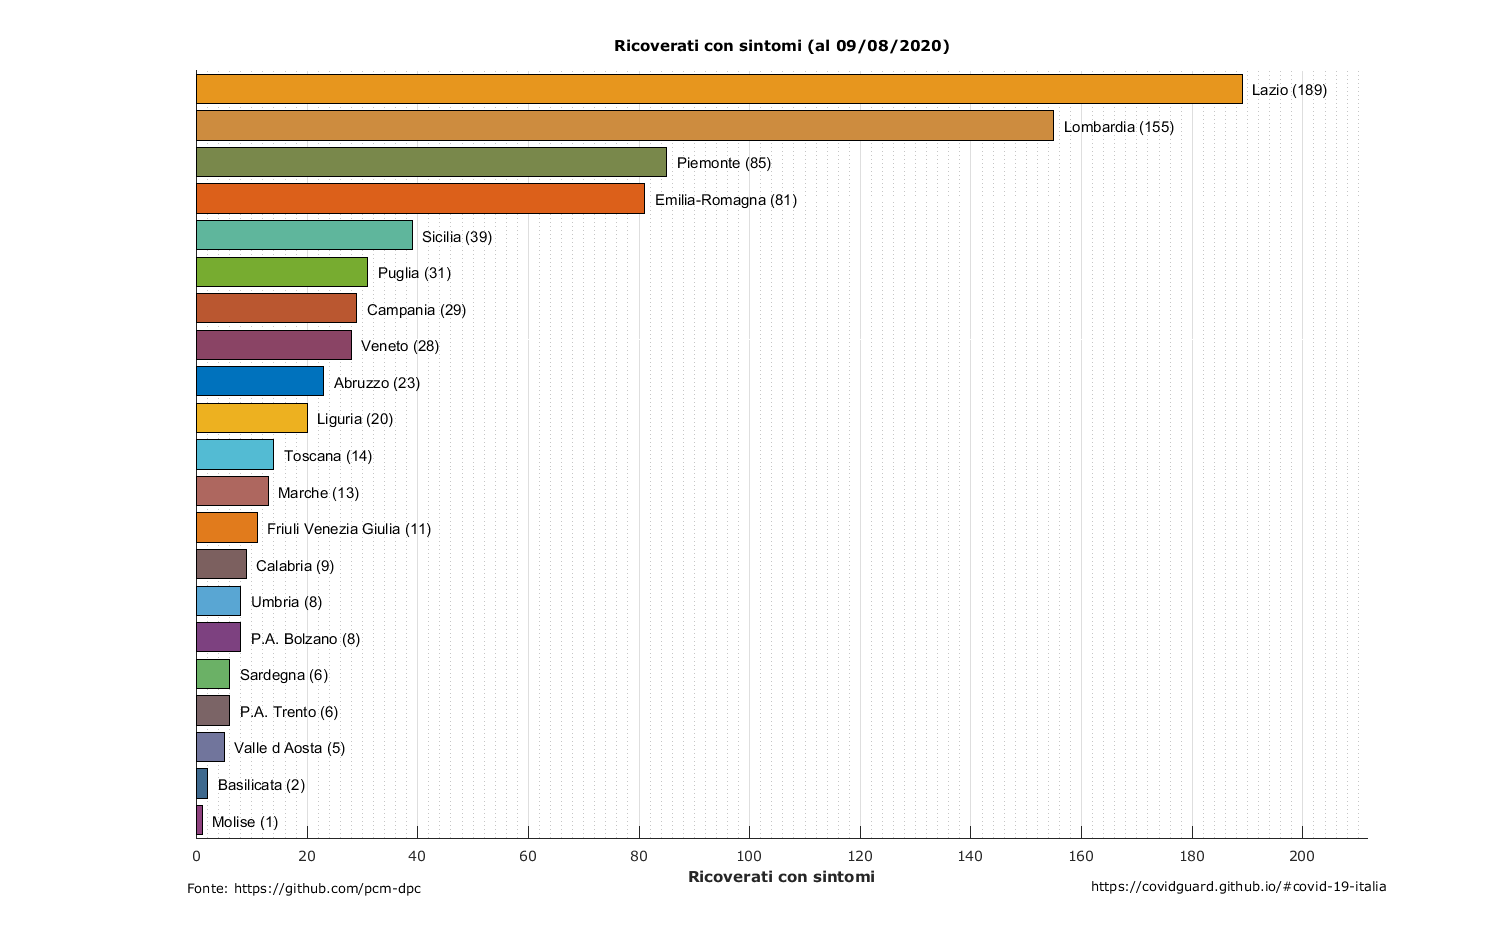 Ricoverati con sintomi (al 09/08/2020)
Lazio (189)
Lombardia (155)
Piemonte (85)
Emilia-Romagna (81)
Sicilia (39)
Puglia (31)
Campania (29)
Veneto (28)
Abruzzo (23)
Liguria (20)
Toscana (14)
Marche (13)
Friuli Venezia Giulia (11)
Calabria (9)
Umbria (8)
P.A. Bolzano (8)
Sardegna (6)
P.A. Trento (6)
Valle d Aosta (5)
Basilicata (2)
Molise (1)
0 20 40 60 80 100 120 140 160 180 200
Ricoverati con sintomi
Fonte: https://github.com/pcm-dpc
https://covidguard.github.io/#covid-19-italia